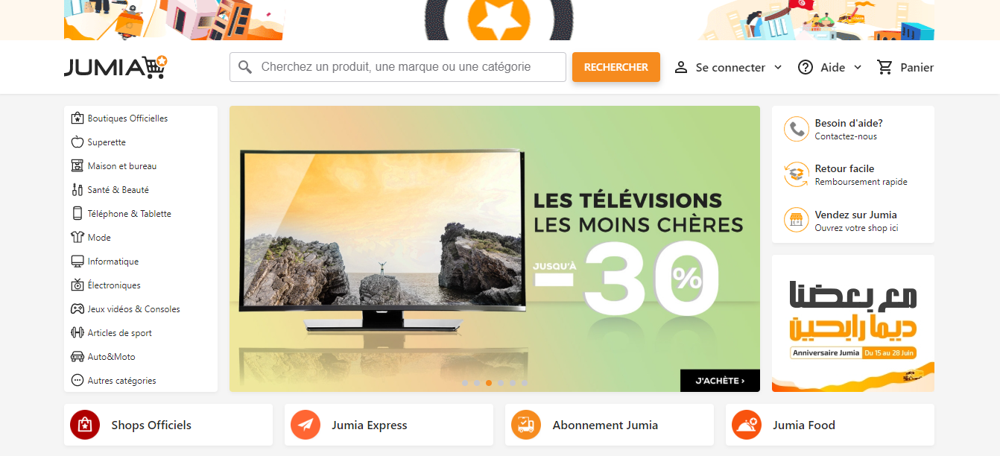 JUMIA
Cherchez un produit, une marque ou une catégorie
RECHERCHER
Se connecter
Aide
Panier
Boutiques Officielles
Superette
Maison et bureau
Santé & Beauté
Téléphone & Tablette
Mode
Informatique
Électroniques
Jeux vidéos & Consoles
Articles de sport
Auto&Moto
Autres catégories
LES TÉLÉVISIONS
LES MOINS CHÈRES
JUSQU'À
-30%
J'ACHÈTE ›
Besoin d'aide?
Contactez-nous
Retour facile
Remboursement rapide
Vendez sur Jumia
Ouvrez votre shop ici
مع بعضنا
ديما رابحين
Anniversaire Jumia Du 15 au 28 Juin
Shops Officiels
Jumia Express
Abonnement Jumia
Jumia Food